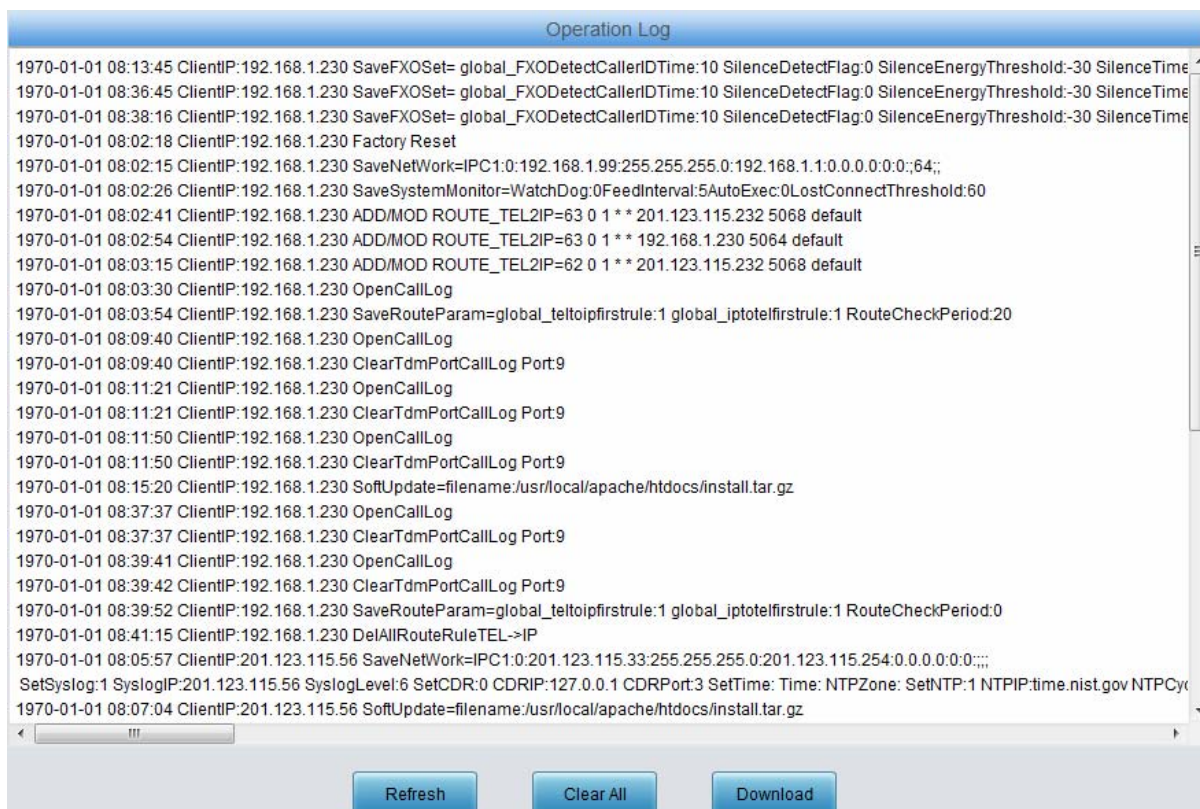 Operation Log
1970-01-01 08:13:45 ClientIP:192.168.1.230 SaveFXOSet= global_FXODetectCallerIDTime:10 SilenceDetectFlag:0 SilenceEnergyThreshold:-30 SilenceTime
1970-01-01 08:36:45 ClientIP:192.168.1.230 SaveFXOSet= global_FXODetectCallerIDTime:10 SilenceDetectFlag:0 SilenceEnergyThreshold:-30 SilenceTime
1970-01-01 08:38:16 ClientIP:192.168.1.230 SaveFXOSet= global_FXODetectCallerIDTime:10 SilenceDetectFlag:0 SilenceEnergyThreshold:-30 SilenceTime
1970-01-01 08:02:18 ClientIP:192.168.1.230 Factory Reset
1970-01-01 08:02:15 ClientIP:192.168.1.230 SaveNetWork=IPC1:0:192.168.1.99:255.255.255.0:192.168.1.1:0.0.0.0:0:0:;64;;
1970-01-01 08:02:26 ClientIP:192.168.1.230 SaveSystemMonitor=WatchDog:0FeedInterval:5AutoExec:0LostConnectThreshold:60
1970-01-01 08:02:41 ClientIP:192.168.1.230 ADD/MOD ROUTE_TEL2IP=63 0 1 * * 201.123.115.232 5068 default
1970-01-01 08:02:54 ClientIP:192.168.1.230 ADD/MOD ROUTE_TEL2IP=63 0 1 * * 192.168.1.230 5064 default
1970-01-01 08:03:15 ClientIP:192.168.1.230 ADD/MOD ROUTE_TEL2IP=62 0 1 * * 201.123.115.232 5068 default
1970-01-01 08:03:30 ClientIP:192.168.1.230 OpenCallLog
1970-01-01 08:03:54 ClientIP:192.168.1.230 SaveRouteParam=global_teltoipfirstrule:1 global_iptotelfirstrule:1 RouteCheckPeriod:20
1970-01-01 08:09:40 ClientIP:192.168.1.230 OpenCallLog
1970-01-01 08:09:40 ClientIP:192.168.1.230 ClearTdmPortCallLog Port:9
1970-01-01 08:11:21 ClientIP:192.168.1.230 OpenCallLog
1970-01-01 08:11:21 ClientIP:192.168.1.230 ClearTdmPortCallLog Port:9
1970-01-01 08:11:50 ClientIP:192.168.1.230 OpenCallLog
1970-01-01 08:11:50 ClientIP:192.168.1.230 ClearTdmPortCallLog Port:9
1970-01-01 08:15:20 ClientIP:192.168.1.230 SoftUpdate=filename:/usr/local/apache/htdocs/install.tar.gz
1970-01-01 08:37:37 ClientIP:192.168.1.230 OpenCallLog
1970-01-01 08:37:37 ClientIP:192.168.1.230 ClearTdmPortCallLog Port:9
1970-01-01 08:39:41 ClientIP:192.168.1.230 OpenCallLog
1970-01-01 08:39:42 ClientIP:192.168.1.230 ClearTdmPortCallLog Port:9
1970-01-01 08:39:52 ClientIP:192.168.1.230 SaveRouteParam=global_teltoipfirstrule:1 global_iptotelfirstrule:1 RouteCheckPeriod:0
1970-01-01 08:41:15 ClientIP:192.168.1.230 DelAllRouteRuleTEL->IP
1970-01-01 08:05:57 ClientIP:201.123.115.56 SaveNetWork=IPC1:0:201.123.115.33:255.255.255.0:201.123.115.254:0.0.0.0:0:0:;;;
SetSyslog:1 SyslogIP:201.123.115.56 SyslogLevel:6 SetCDR:0 CDRIP:127.0.0.1 CDRPort:3 SetTime: Time: NTPZone: SetNTP:1 NTPIP:time.nist.gov NTPCy
1970-01-01 08:07:04 ClientIP:201.123.115.56 SoftUpdate=filename:/usr/local/apache/htdocs/install.tar.gz
Refresh
Clear All
Download